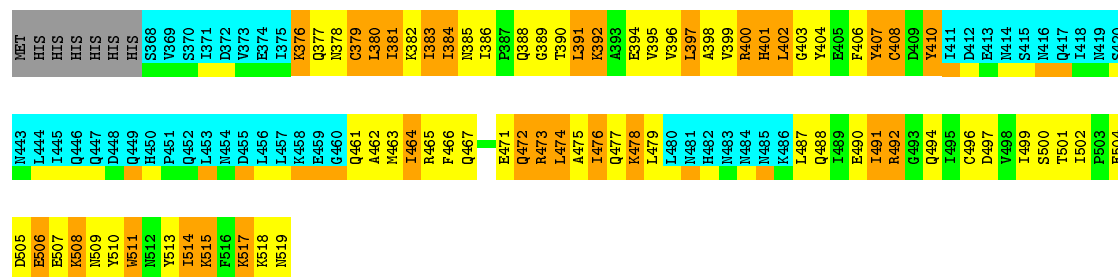 MET HIS HIS HIS HIS HIS HIS S368 V369 S370 I371 D372 V373 E374 I375 K376 Q377 N378 C379 L380 I381 K382 I383 I384 N385 I386 P387 Q388 G389 T390 L391 K392 A393 E394 V395 V396 L397 A398 V399 R400 H401 L402 G403 Y404 E405 F406 Y407 C408 D409 Y410 I411 D412 E413 N414 S415 N416 Q417 I418 N419 S420
N443 L444 I445 Q446 Q447 D448 Q449 H450 P451 Q452 L453 N454 D455 L456 L457 K458 E459 G460 Q461 A462 M463 I464 R465 F466 Q467 E471 Q472 R473 L474 A475 I476 Q477 K478 L479 L480 N481 H482 N483 N484 N485 K486 L487 Q488 I489 E490 I491 R492 G493 Q494 I495 C496 D497 V498 I499 S500 T501 I502 P503 E504
D505 E506 E507 K508 N509 Y510 W511 N512 Y513 I514 K515 F516 K517 K518 N519